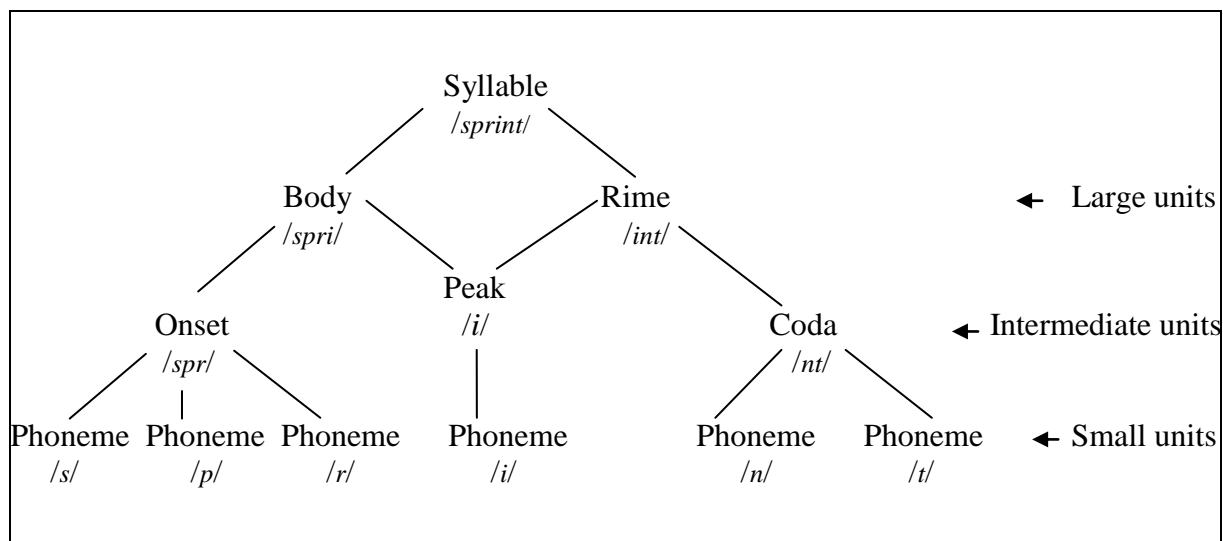 Syllable
/sprint/
Body Rime ← Large units
/spri/ /int/
Peak
/i/
Onset Coda ← Intermediate units
/spr/ /nt/
Phoneme Phoneme Phoneme Phoneme Phoneme Phoneme ← Small units
/s/ /p/ /r/ /i/ /n/ /t/